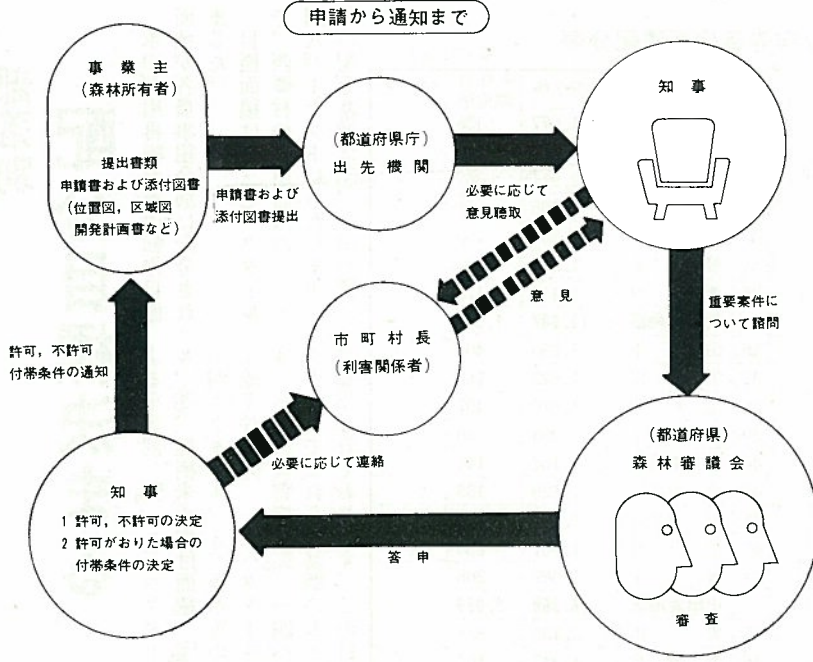 申請から通知まで
事業主
(森林所有者)
提出書類
申請書および添付図書
(位置図，区域図
開発計画書など)
申請書および
添付図書提出
(都道府県庁)
出先機関
必要に応じて
意見聴取
知事
意見
市町村長
(利害関係者)
重要案件に
ついて諮問
(都道府県)
森林審議会
審査
答申
必要に応じて連絡
知事
1 許可，不許可の決定
2 許可がおりた場合の
付帯条件の決定
許可，不許可
付帯条件の通知